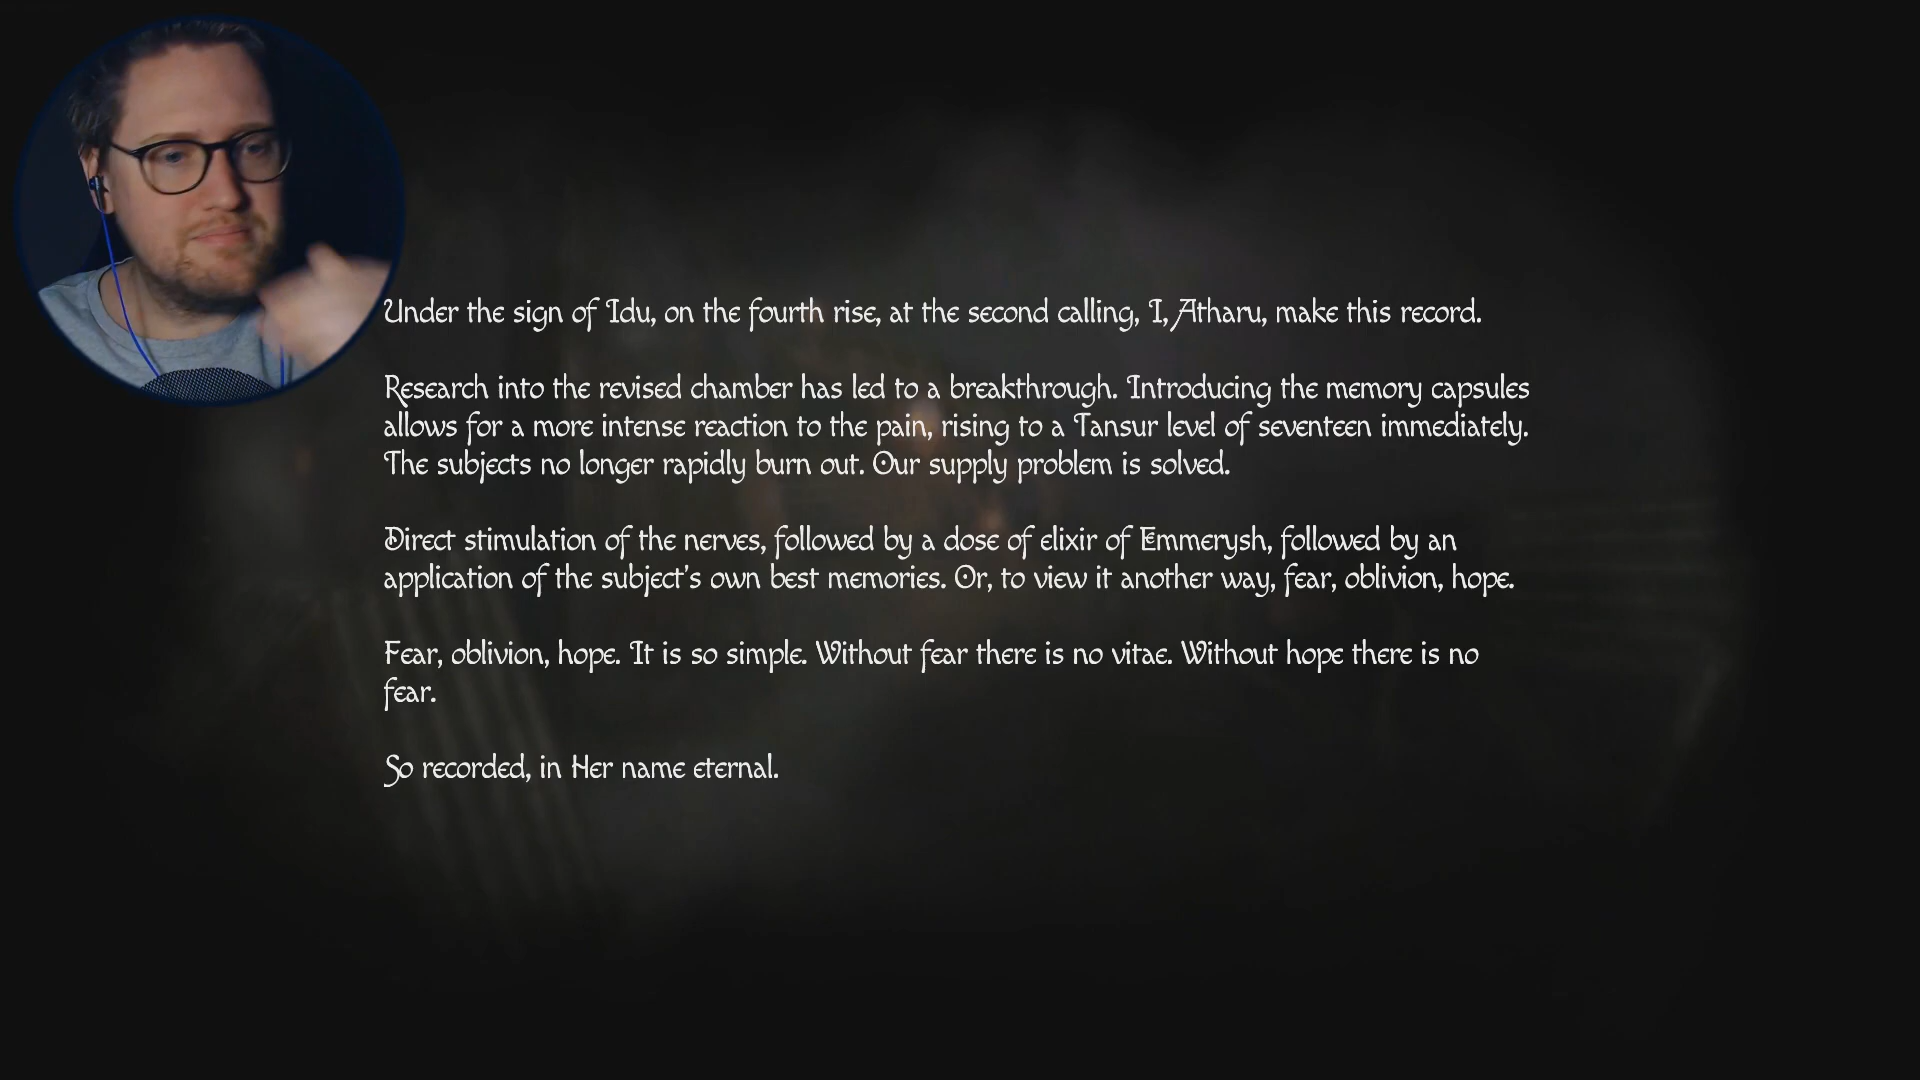 Under the sign of Idu, on the fourth rise, at the second calling, I, Atharu, make this record.
Research into the revised chamber has led to a breakthrough. Introducing the memory capsules
allows for a more intense reaction to the pain, rising to a Tansur level of seventeen immediately.
The subjects no longer rapidly burn out. Our supply problem is solved.
Direct stimulation of the nerves, followed by a dose of elixir of Emmerysh, followed by an
application of the subject's own best memories. Or, to view it another way, fear, oblivion, hope.
Fear, oblivion, hope. It is so simple. Without fear there is no vitae. Without hope there is no
fear.
So recorded, in Her name eternal.